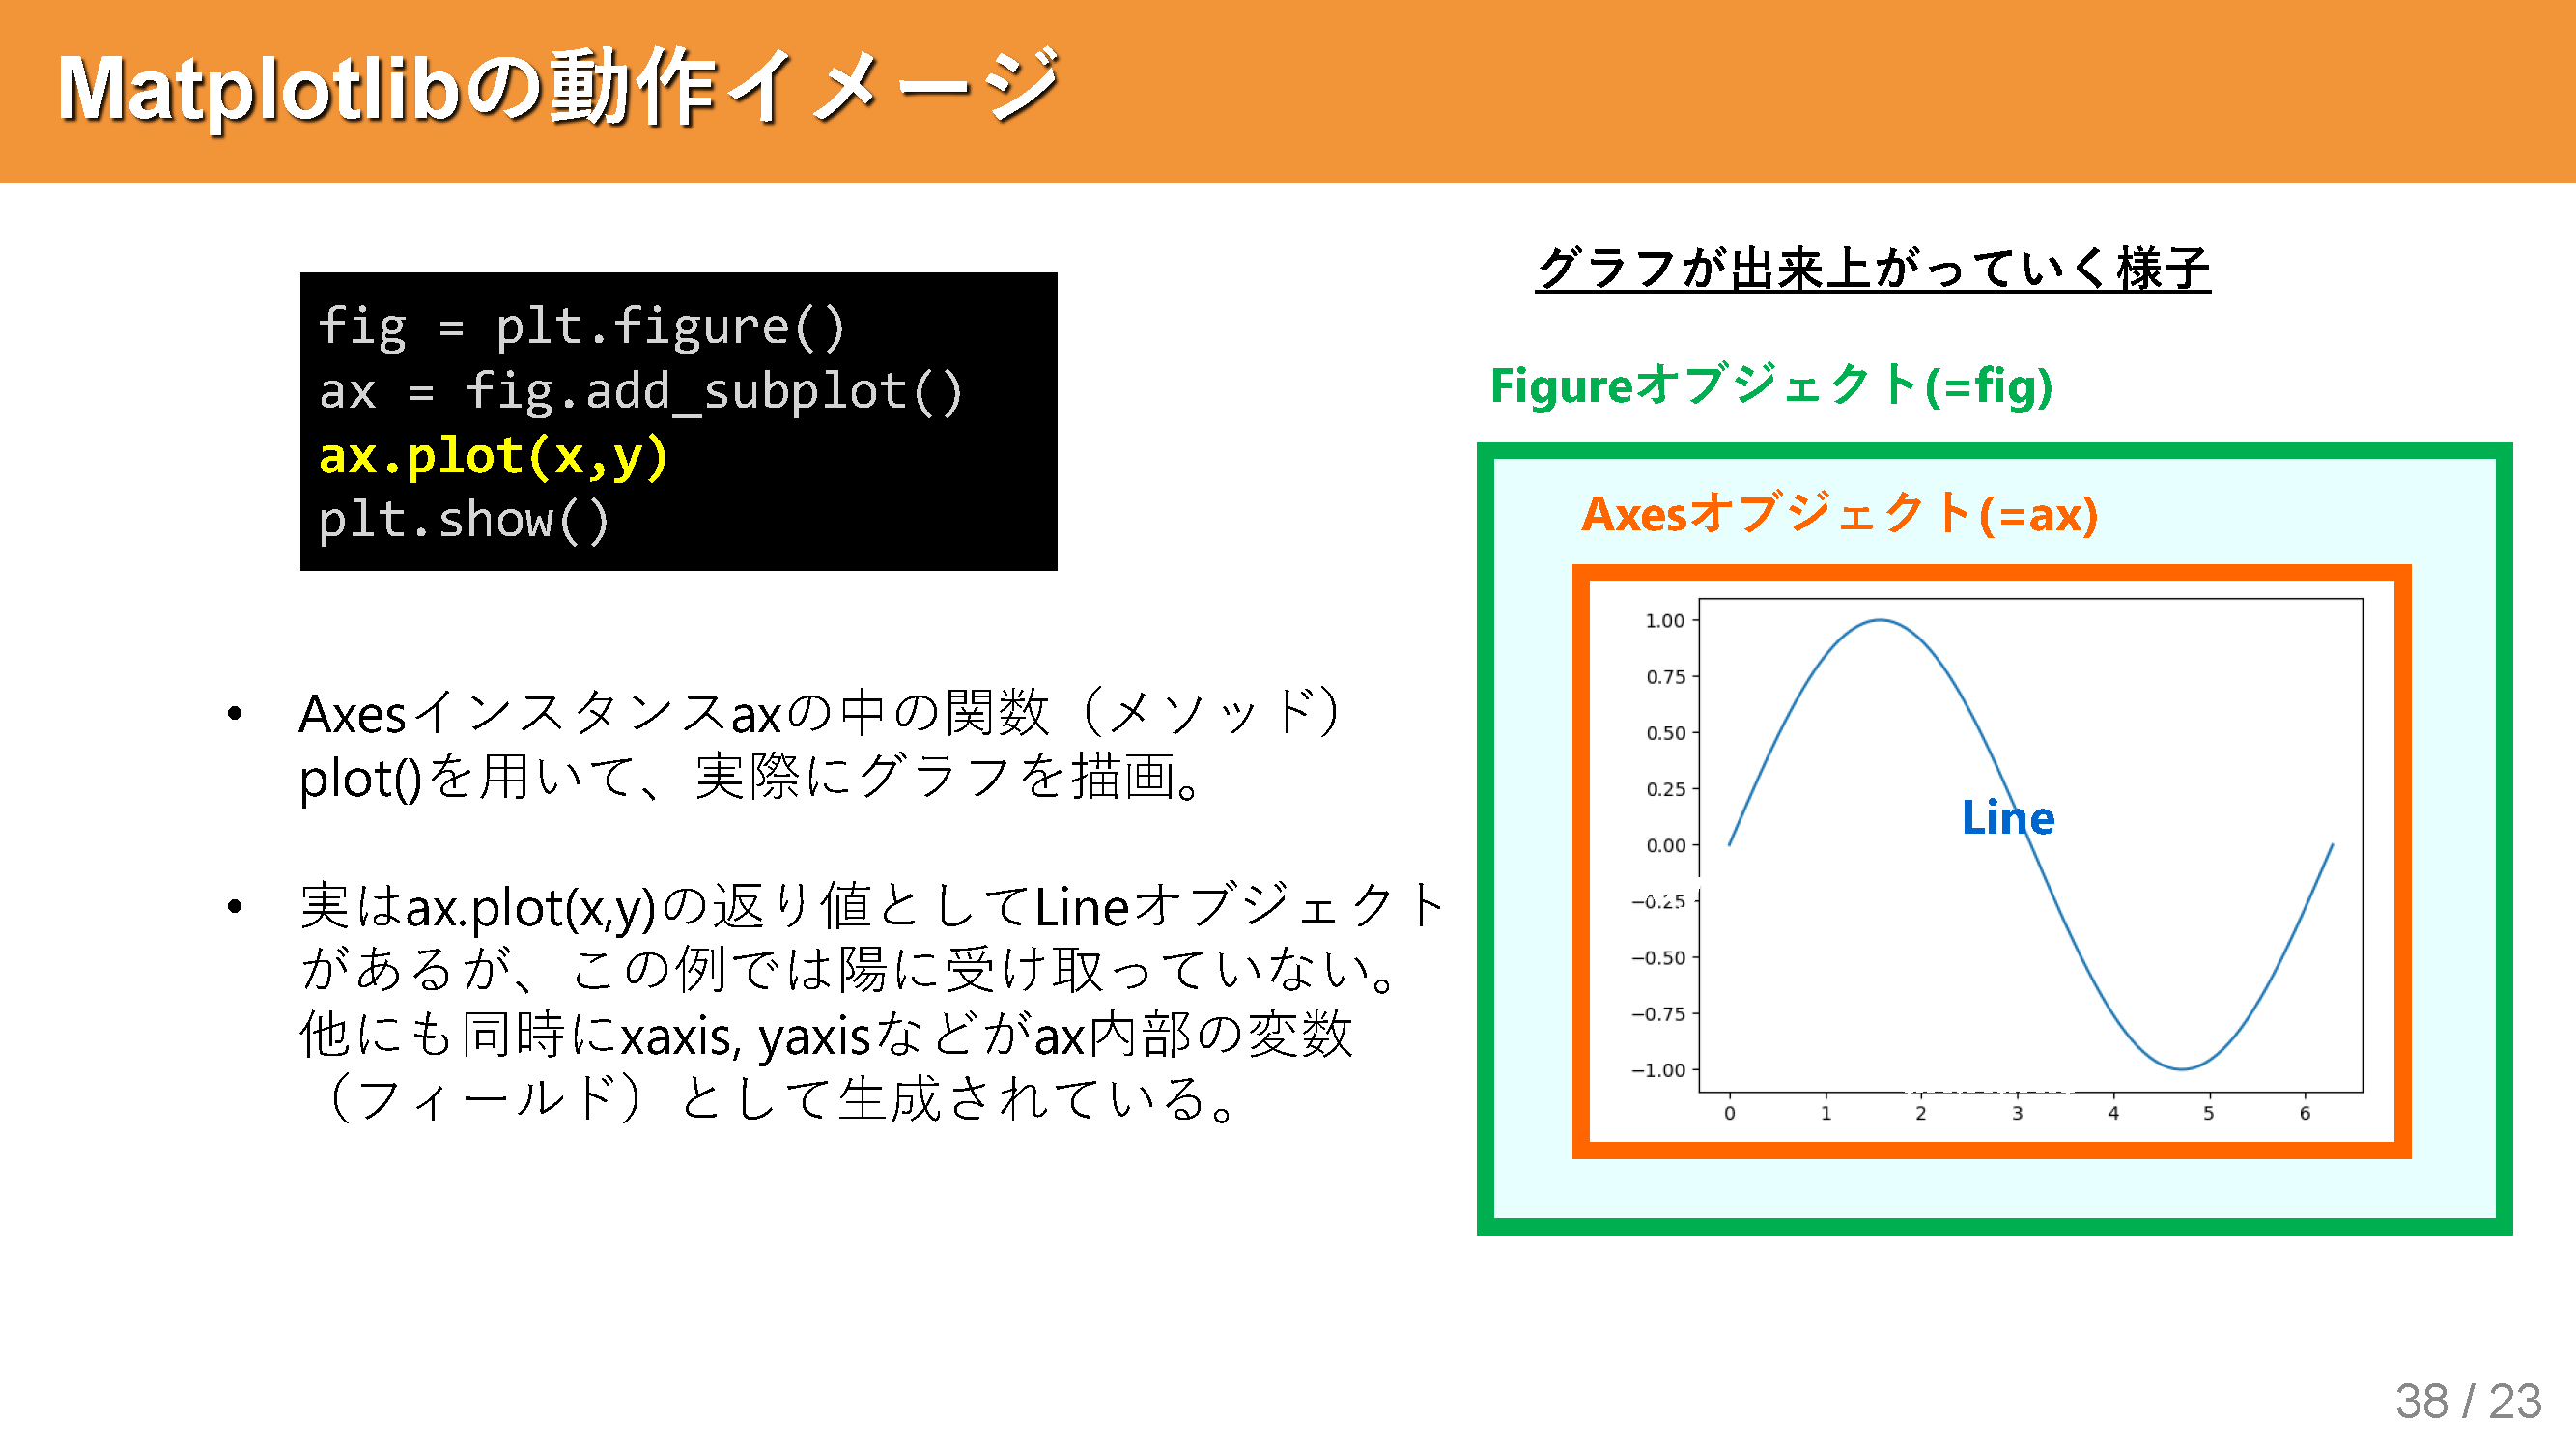 Matplotlibの動作イメージ
fig = plt.figure()
ax = fig.add_subplot()
ax.plot(x,y)
plt.show()
• Axesインスタンスaxの中の関数（メソッド）
plot()を用いて、実際にグラフを描画。
• 実はax.plot(x,y)の返り値としてLineオブジェクト
があるが、この例では陽に受け取っていない。
他にも同時にxaxis, yaxisなどがax内部の変数
（フィールド）として生成されている。
グラフが出来上がっていく様子
Figureオブジェクト(=fig)
Axesオブジェクト(=ax)
1.00
0.75
0.50
0.25
Line
0.00
−0.25
−0.50
−0.75
−1.00
0 1 2 3 4 5 6
38 / 23